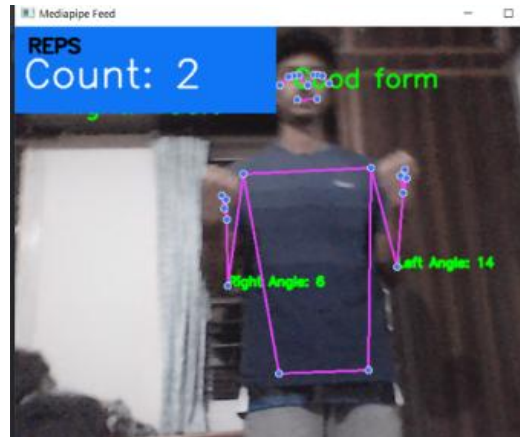 Mediapipe Feed
REPS
Count: 2
Good form
Left Angle: 14
Right Angle: 6